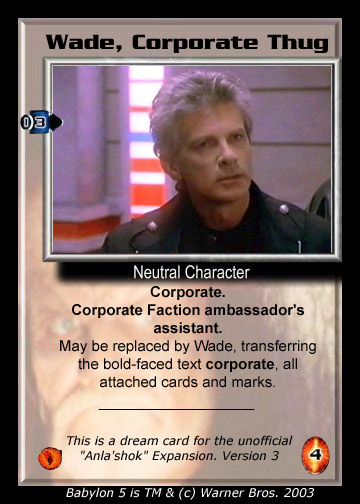 Wade, Corporate Thug
3
Neutral Character
Corporate.
Corporate Faction ambassador's
assistant.
May be replaced by Wade, transferring
the bold-faced text corporate, all
attached cards and marks.
This is a dream card for the unofficial
"Anla'shok" Expansion. Version 3
4
Babylon 5 is TM & (c) Warner Bros. 2003